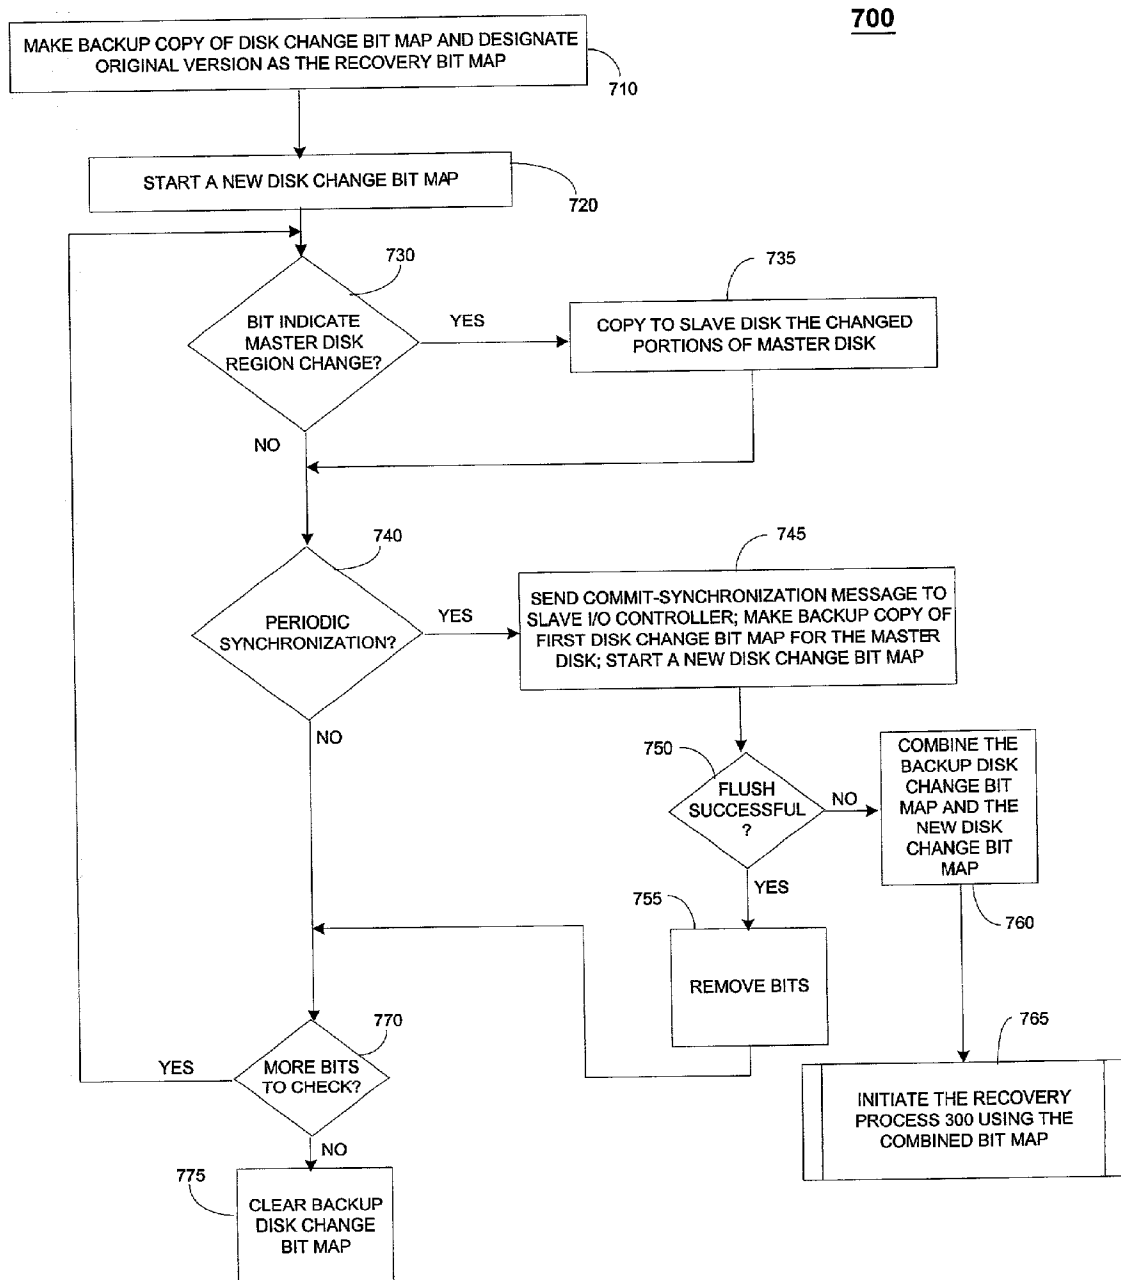 700
MAKE BACKUP COPY OF DISK CHANGE BIT MAP AND DESIGNATE
ORIGINAL VERSION AS THE RECOVERY BIT MAP
710
START A NEW DISK CHANGE BIT MAP
720
730
BIT INDICATE
MASTER DISK
REGION CHANGE?
YES
735
COPY TO SLAVE DISK THE CHANGED
PORTIONS OF MASTER DISK
NO
740
PERIODIC
SYNCHRONIZATION?
YES
745
SEND COMMIT-SYNCHRONIZATION MESSAGE TO
SLAVE I/O CONTROLLER; MAKE BACKUP COPY OF
FIRST DISK CHANGE BIT MAP FOR THE MASTER
DISK; START A NEW DISK CHANGE BIT MAP
NO
750
FLUSH
SUCCESSFUL
?
NO
COMBINE THE
BACKUP DISK
CHANGE BIT
MAP AND THE
NEW DISK
CHANGE BIT
MAP
760
YES
755
REMOVE BITS
765
INITIATE THE RECOVERY
PROCESS 300 USING THE
COMBINED BIT MAP
770
MORE BITS
TO CHECK?
YES
NO
775
CLEAR BACKUP
DISK CHANGE
BIT MAP